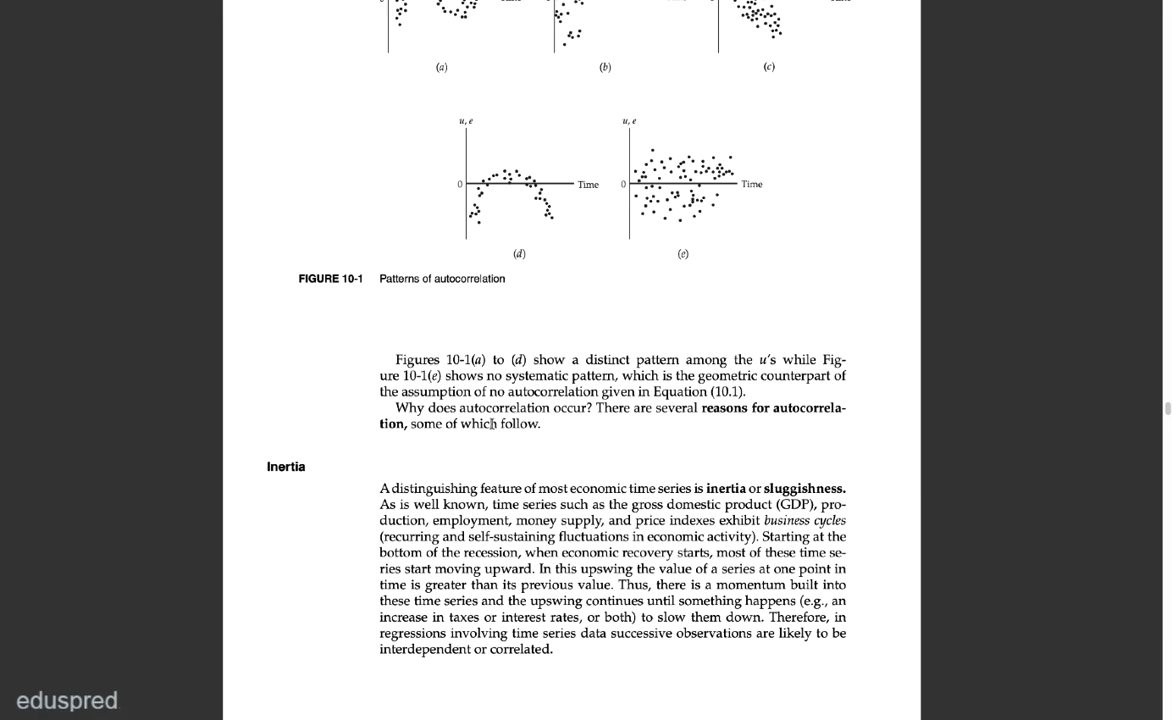 (a)
(b)
(c)
u, e
u, e
0
Time
0
Time
(d)
(e)
FIGURE 10-1 Patterns of autocorrelation
Figures 10-1(a) to (d) show a distinct pattern among the u's while Fig-
ure 10-1(e) shows no systematic pattern, which is the geometric counterpart of
the assumption of no autocorrelation given in Equation (10.1).
Why does autocorrelation occur? There are several reasons for autocorrela-
tion, some of which follow.
Inertia
A distinguishing feature of most economic time series is inertia or sluggishness.
As is well known, time series such as the gross domestic product (GDP), pro-
duction, employment, money supply, and price indexes exhibit business cycles
(recurring and self-sustaining fluctuations in economic activity). Starting at the
bottom of the recession, when economic recovery starts, most of these time se-
ries start moving upward. In this upswing the value of a series at one point in
time is greater than its previous value. Thus, there is a momentum built into
these time series and the upswing continues until something happens (e.g., an
increase in taxes or interest rates, or both) to slow them down. Therefore, in
regressions involving time series data successive observations are likely to be
interdependent or correlated.
eduspred